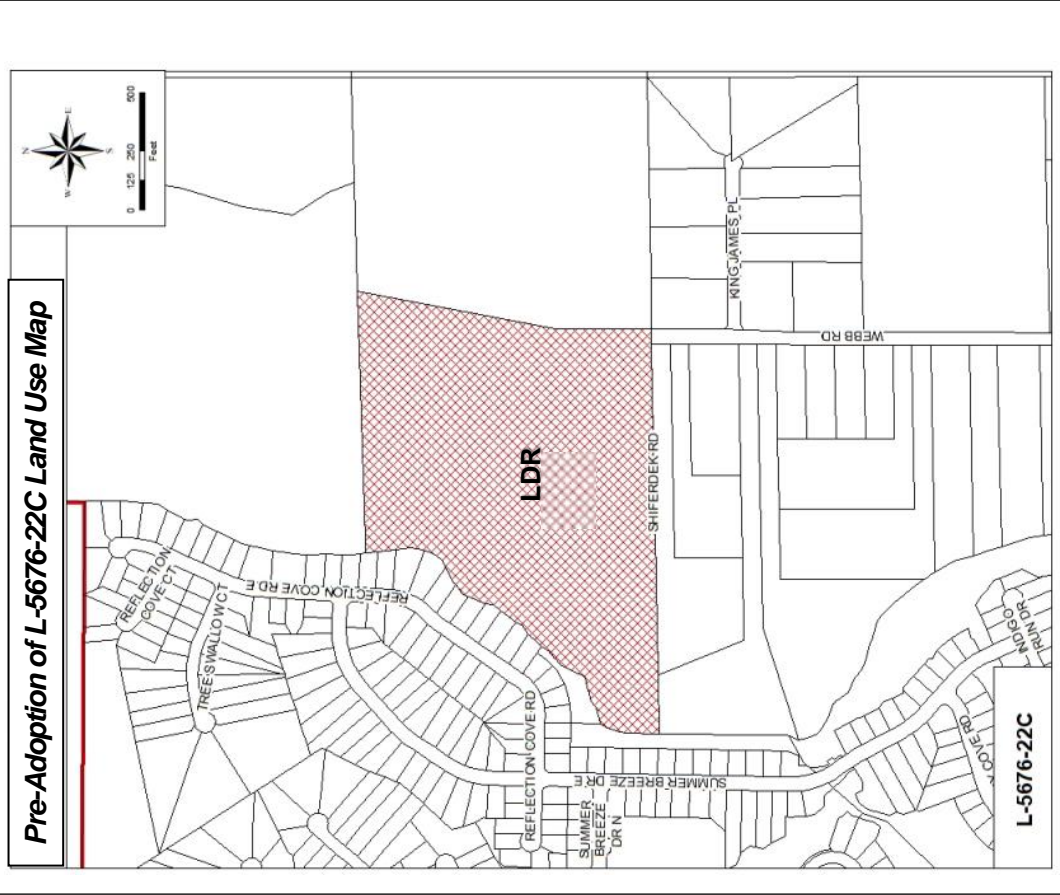 Pre-Adoption of L-5676-22C Land Use Map
N
W
E
S
0 125 250 500
Feet
REFLECTION
COVE CT
TREE SWALLOW CT
REFLECTION COVE RD E
LDR
SHIFERDEK RD
KING JAMES PL
WEBB RD
REFLECTION COVE RD
SUMMER BREEZE DR E
SUMMER
BREEZE
DR N
INDIGO
RUN DR
COVE RD
L-5676-22C